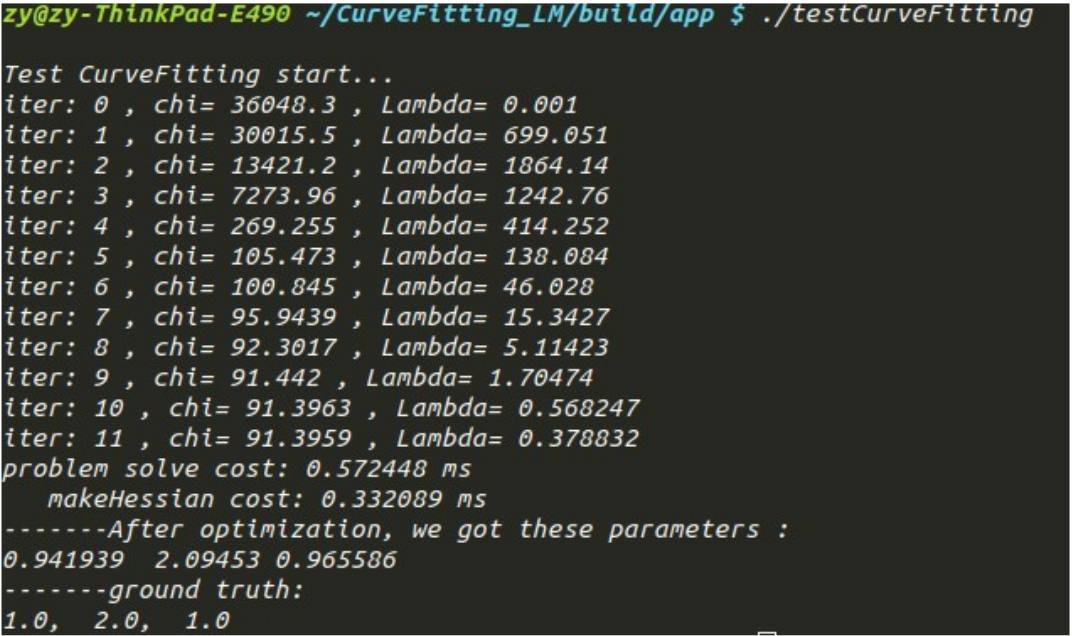 zy@zy-ThinkPad-E490 ~/CurveFitting_LM/build/app $ ./testCurveFitting
Test CurveFitting start...
iter: 0 , chi= 36048.3 , Lambda= 0.001
iter: 1 , chi= 30015.5 , Lambda= 699.051
iter: 2 , chi= 13421.2 , Lambda= 1864.14
iter: 3 , chi= 7273.96 , Lambda= 1242.76
iter: 4 , chi= 269.255 , Lambda= 414.252
iter: 5 , chi= 105.473 , Lambda= 138.084
iter: 6 , chi= 100.845 , Lambda= 46.028
iter: 7 , chi= 95.9439 , Lambda= 15.3427
iter: 8 , chi= 92.3017 , Lambda= 5.11423
iter: 9 , chi= 91.442 , Lambda= 1.70474
iter: 10 , chi= 91.3963 , Lambda= 0.568247
iter: 11 , chi= 91.3959 , Lambda= 0.378832
problem solve cost: 0.572448 ms
   makeHessian cost: 0.332089 ms
-------After optimization, we got these parameters :
0.941939  2.09453 0.965586
-------ground truth:
1.0,  2.0,  1.0